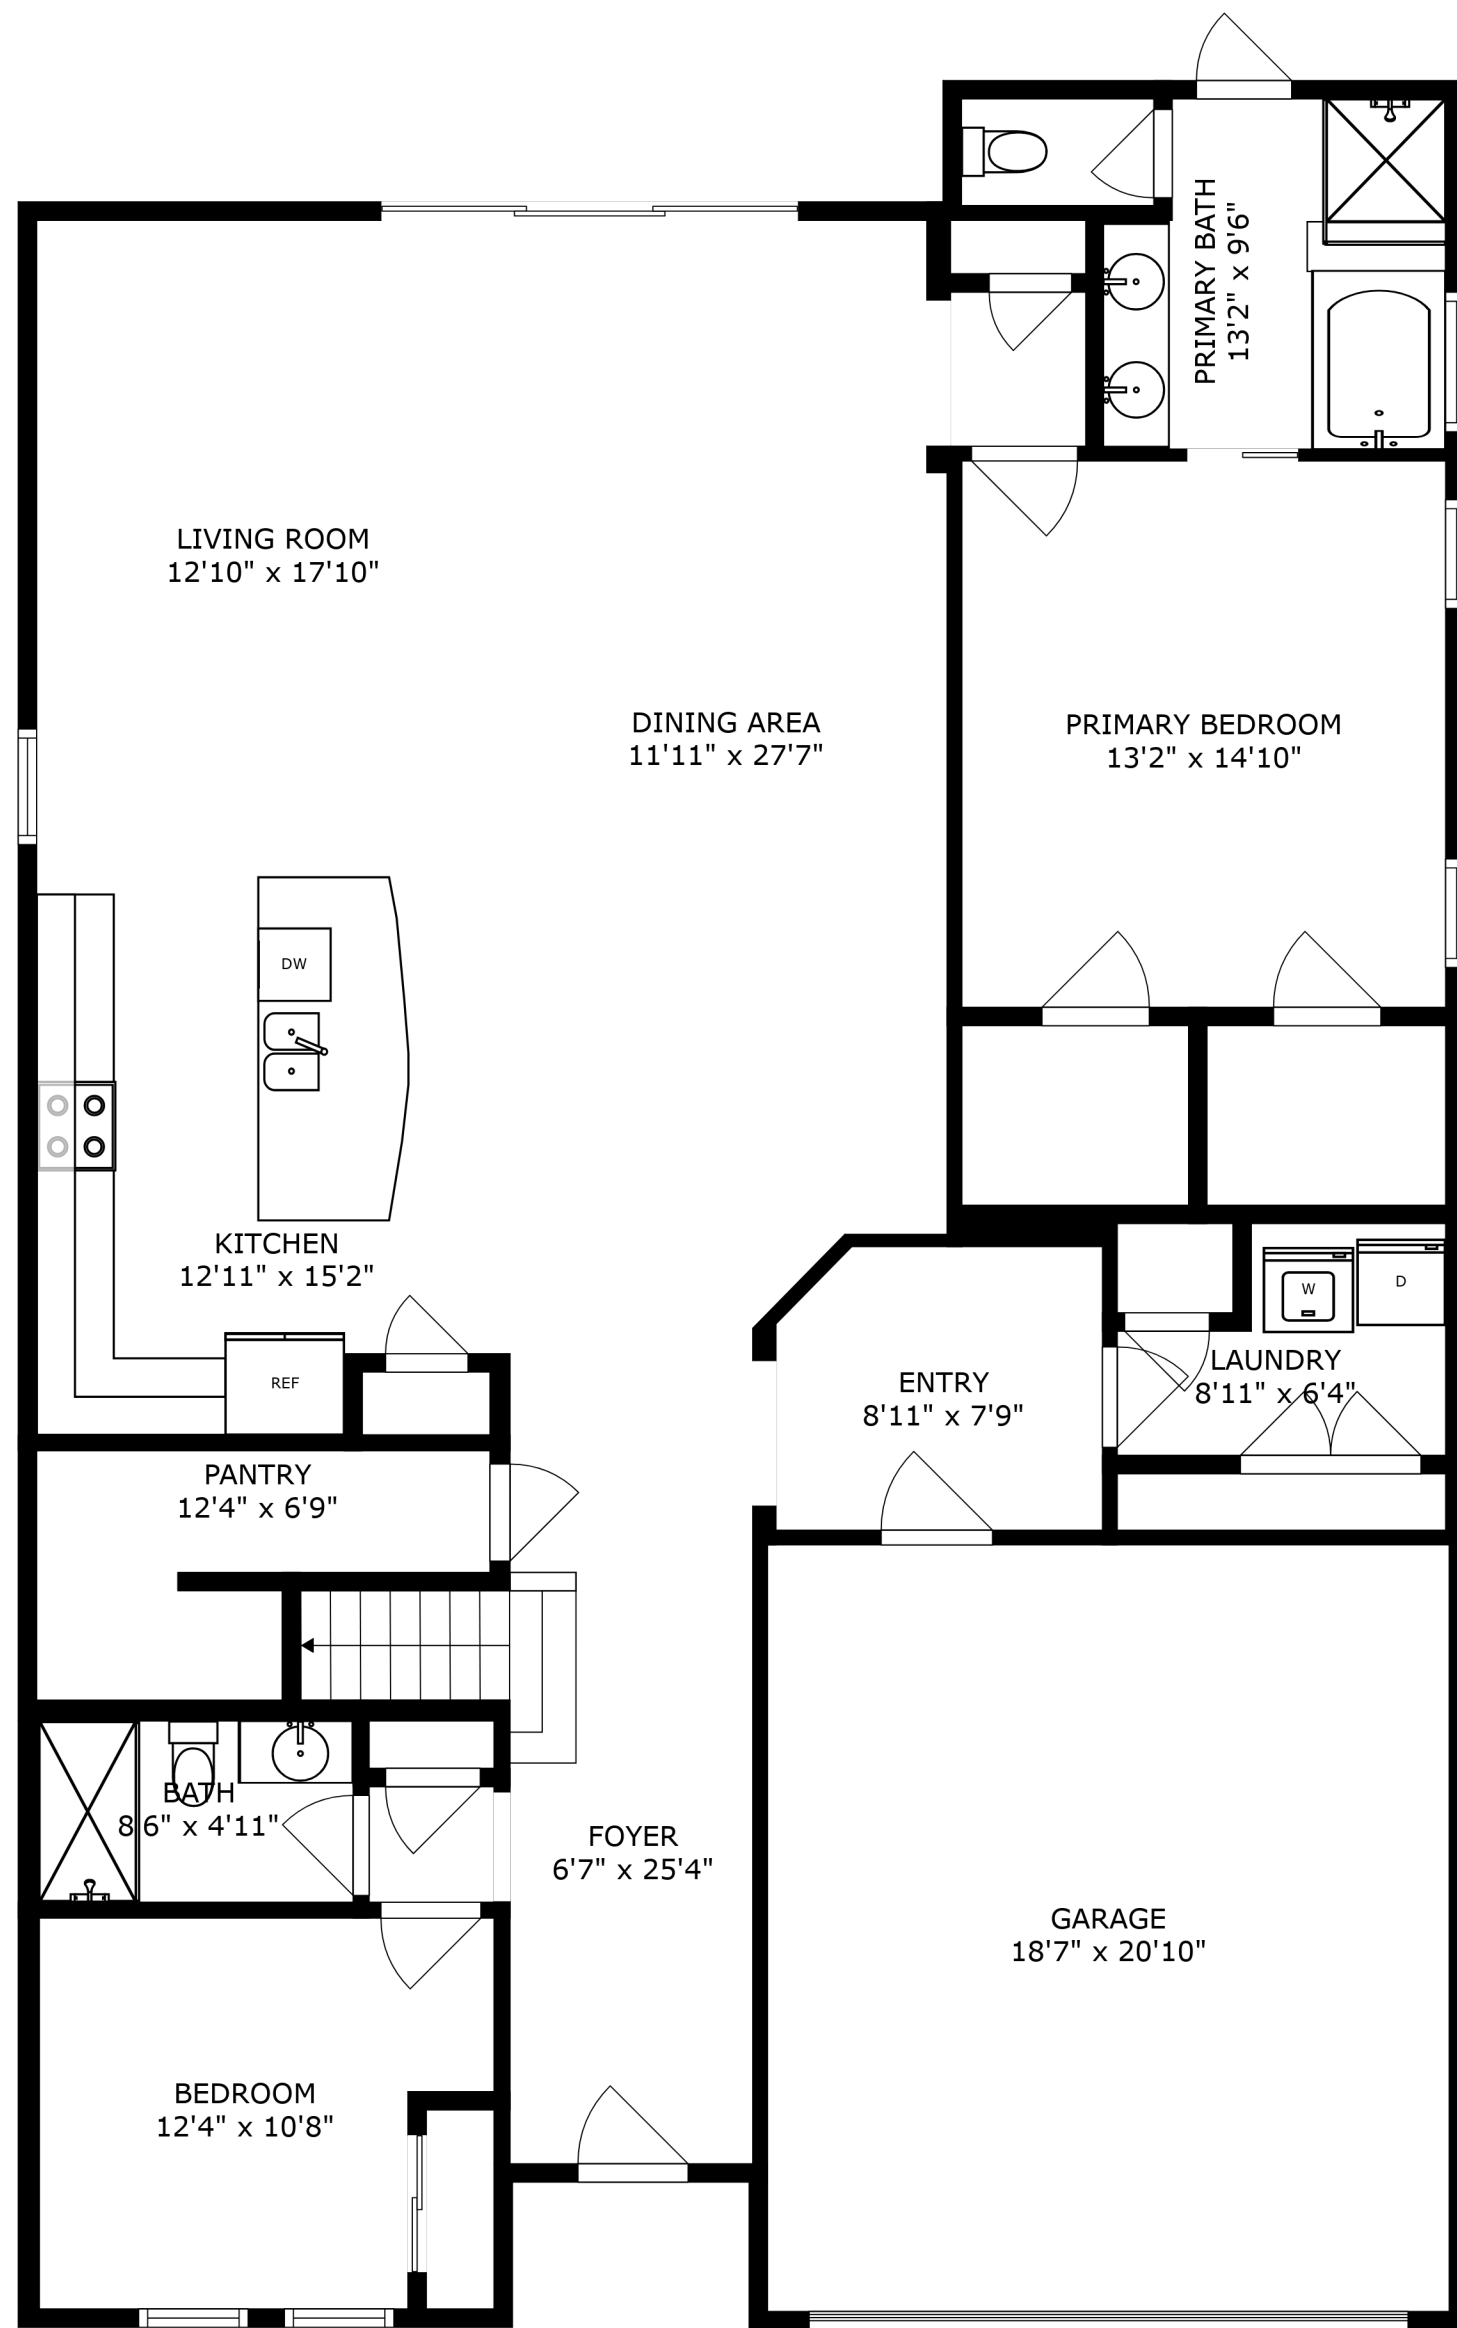 PRIMARY BATH
13'2" x 9'6"
LIVING ROOM
12'10" x 17'10"
DINING AREA
11'11" x 27'7"
PRIMARY BEDROOM
13'2" x 14'10"
DW
KITCHEN
12'11" x 15'2"
W
D
REF
ENTRY
8'11" x 7'9"
LAUNDRY
8'11" x 6'4"
PANTRY
12'4" x 6'9"
BATH
8'6" x 4'11"
FOYER
6'7" x 25'4"
GARAGE
18'7" x 20'10"
BEDROOM
12'4" x 10'8"